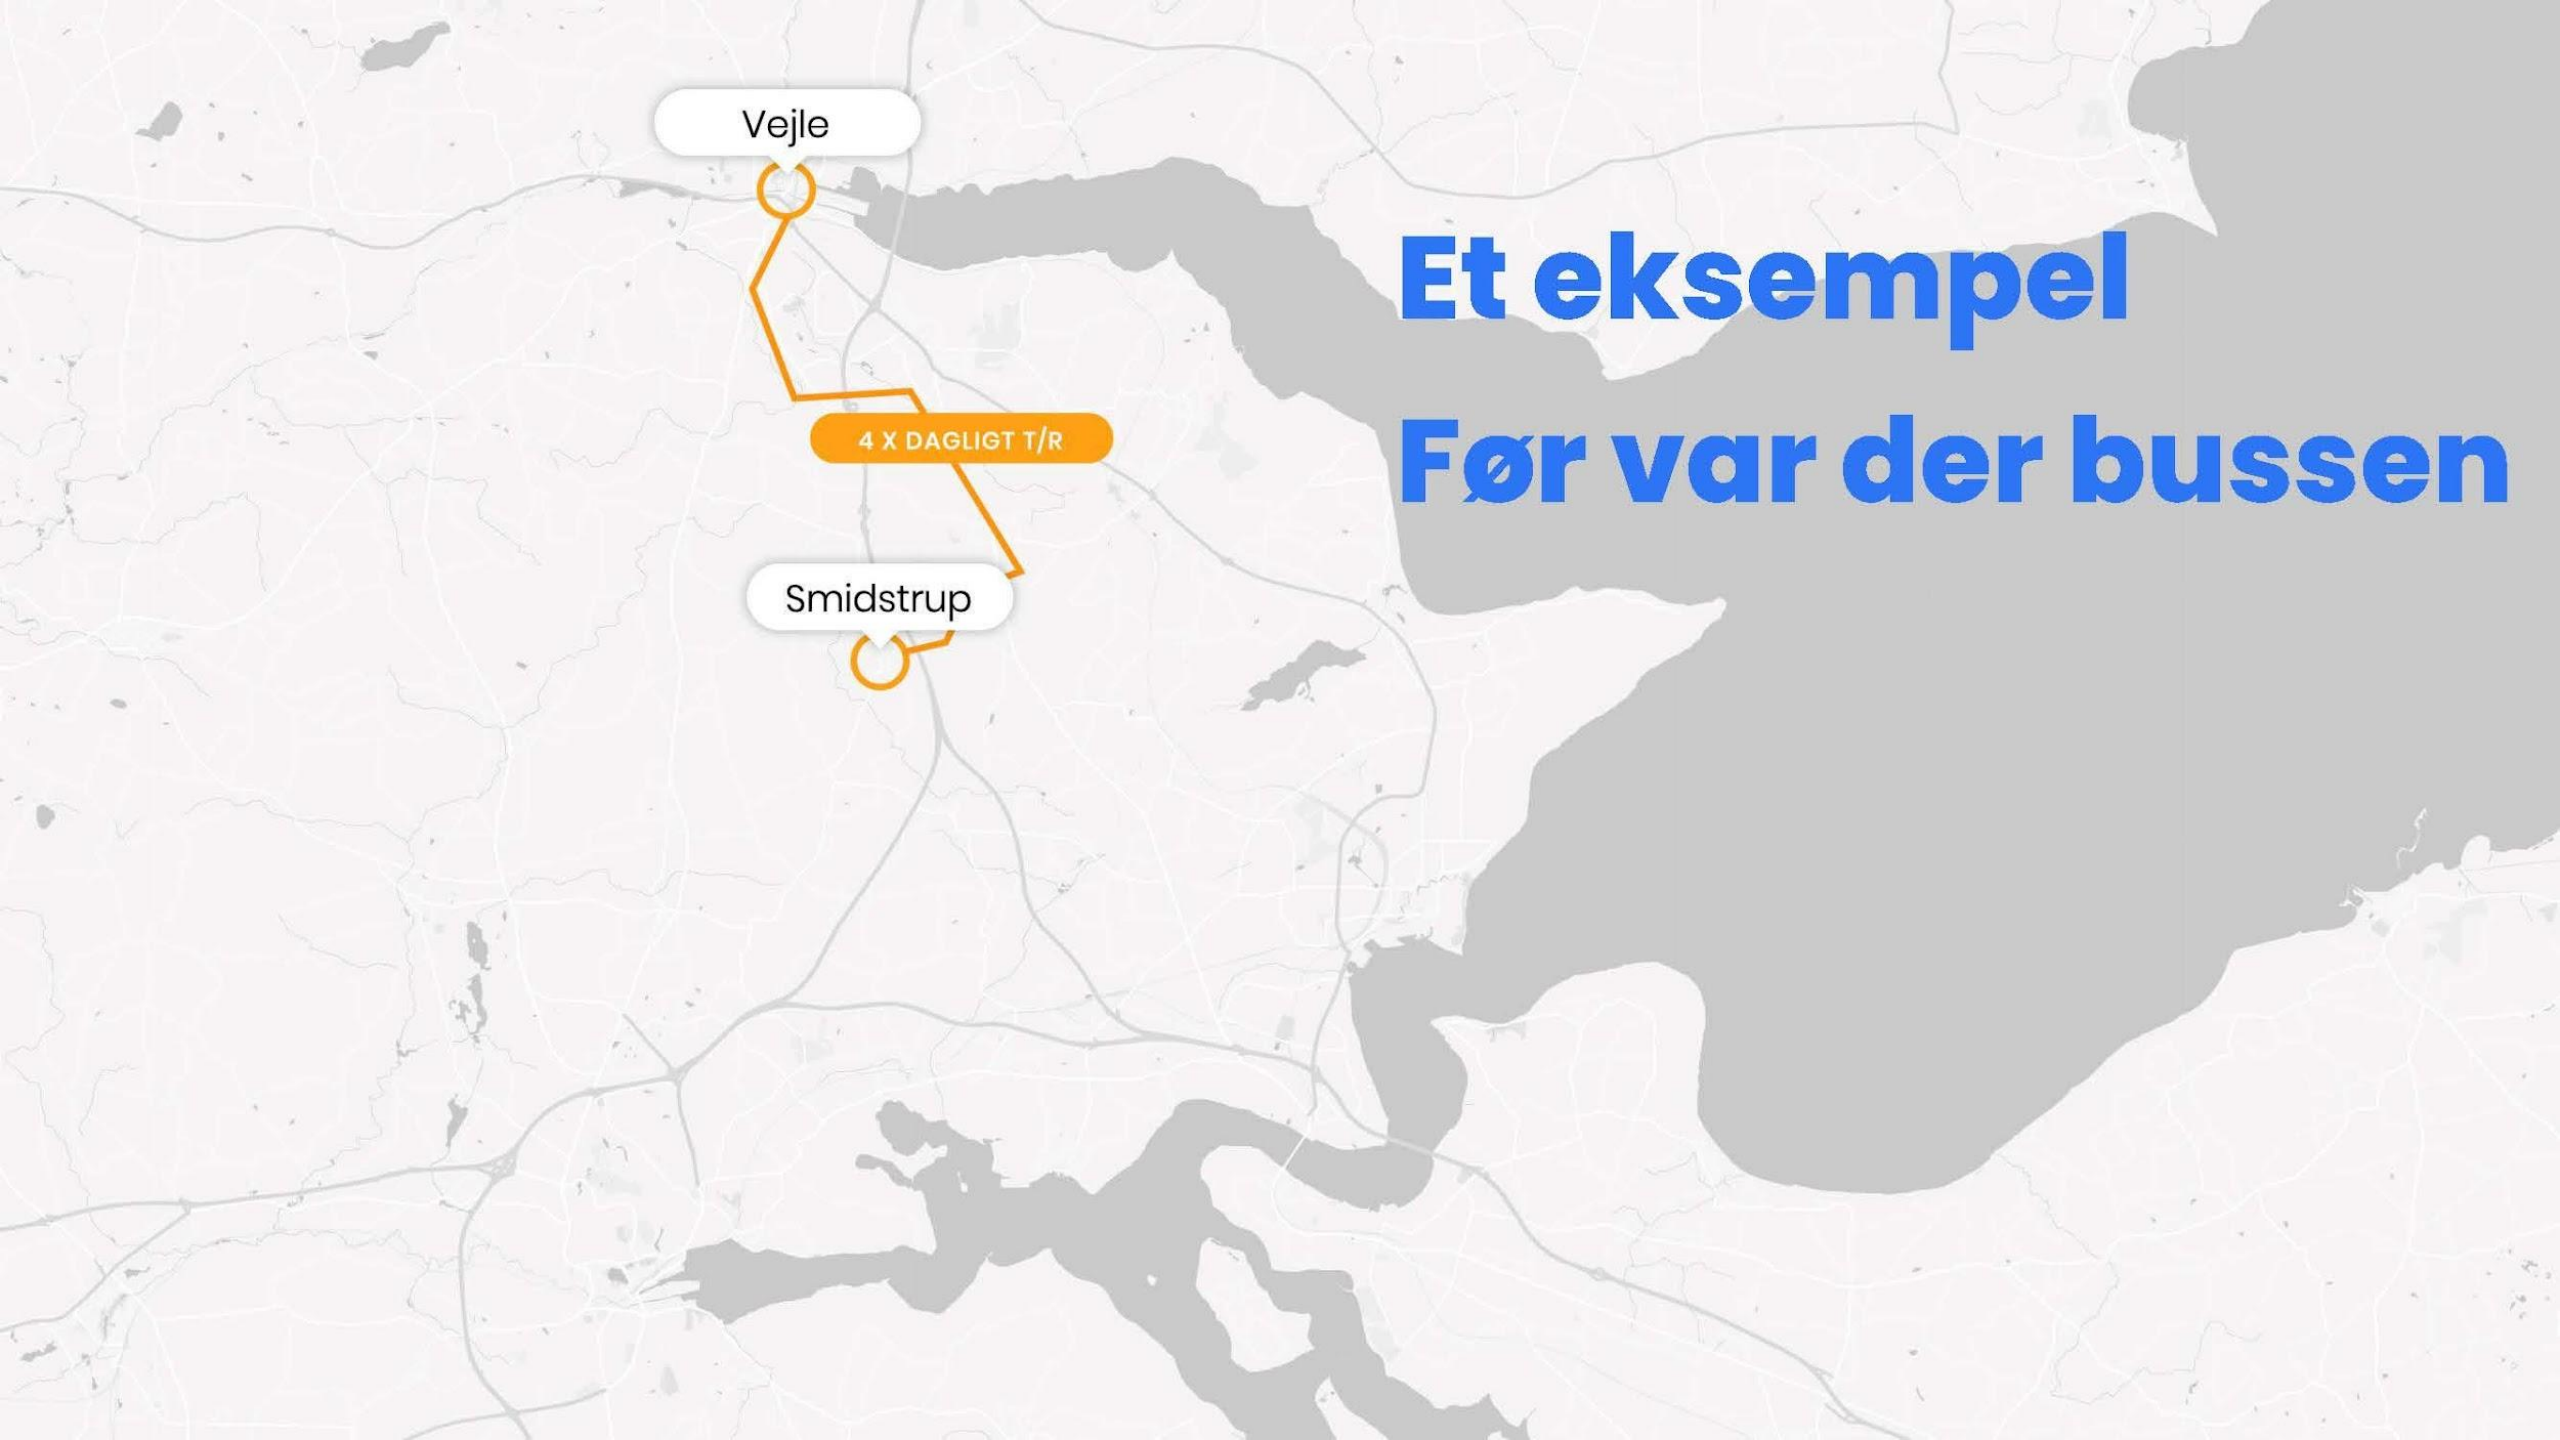 Vejle
Et eksempel
Før var der bussen
4 X DAGLIGT T/R
Smidstrup